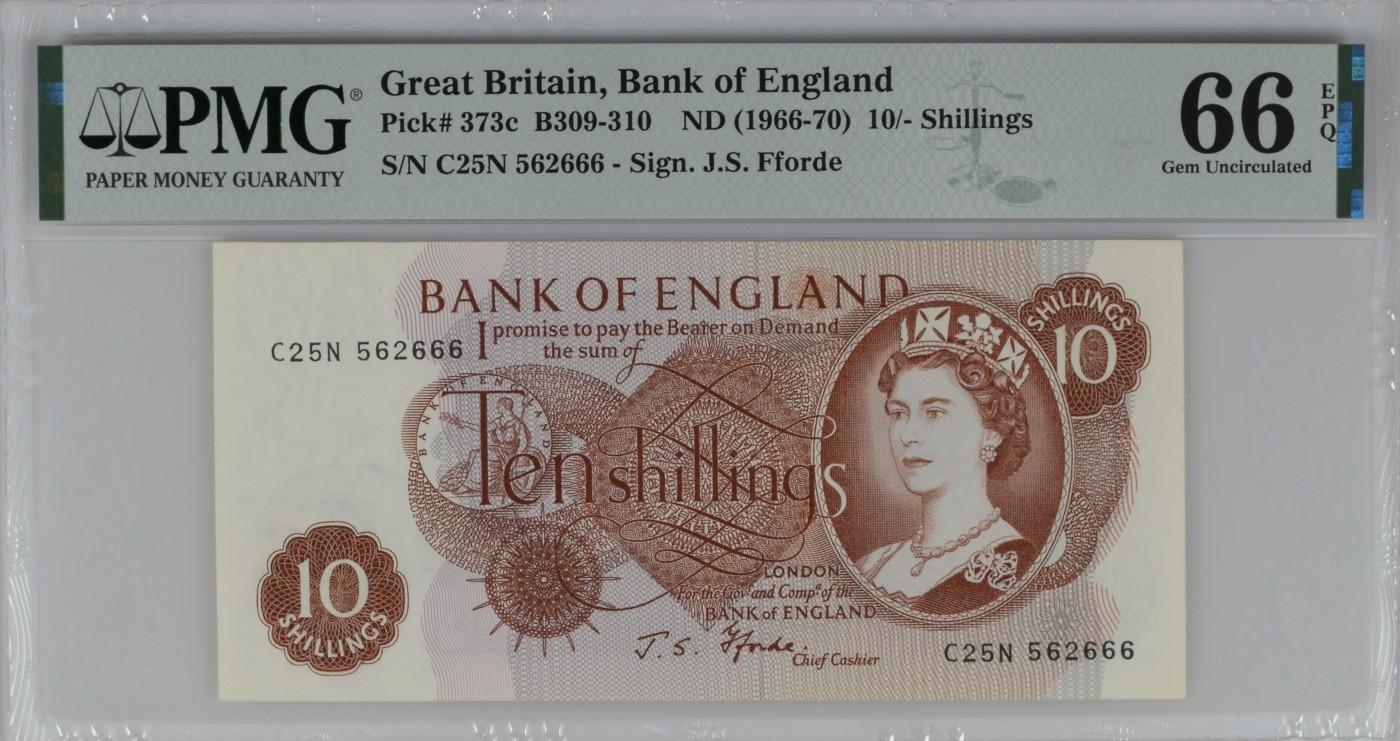 PMG®
PAPER MONEY GUARANTY
Great Britain, Bank of England
Pick# 373c B309-310 ND (1966-70) 10/- Shillings
S/N C25N 562666 - Sign. J.S. Fforde
66
EPQ
Gem Uncirculated
BANK OF ENGLAND
I promise to pay the Bearer on Demand
the sum of
C25N 562666
SHILLINGS
10
BANK OF ENGLAND
Ten shillings
10
SHILLINGS
LONDON
For the Govr and Compa of the
BANK of ENGLAND
J. S. Fforde.
Chief Cashier
C25N 562666